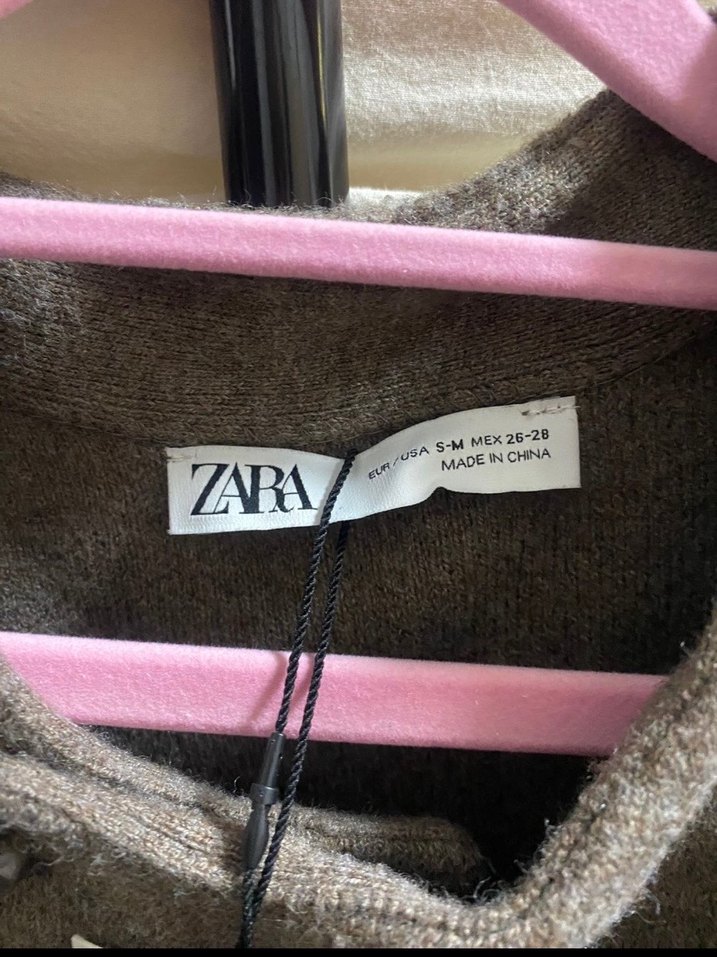 ZARA
EUR / USA S-M MEX 26-28
MADE IN CHINA